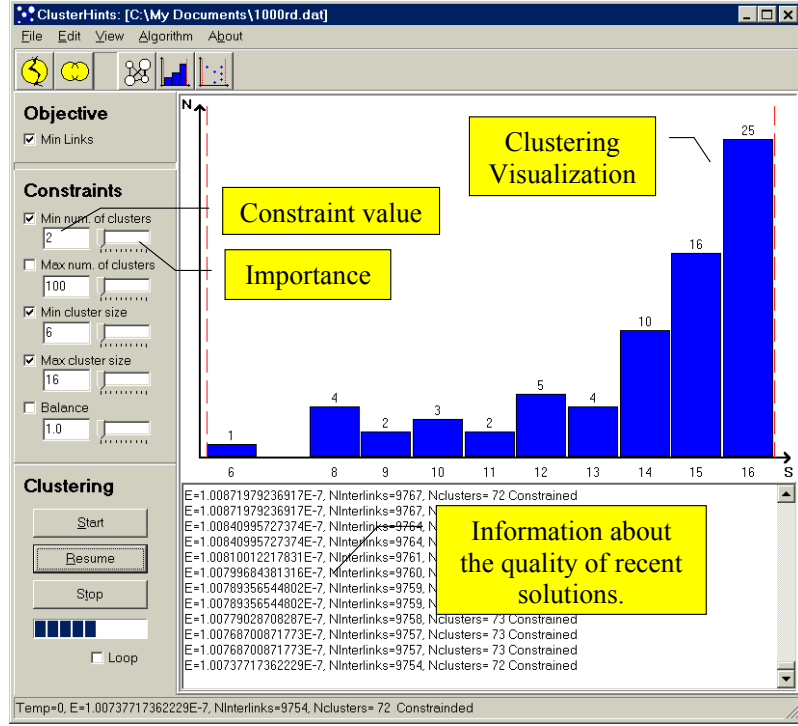 ClusterHints: [C:\My Documents\1000rd.dat]
File Edit View Algorithm About
Objective
Min Links
Constraints
Min num. of clusters
2
Max num. of clusters
100
Min cluster size
6
Max cluster size
16
Balance
1.0
Clustering
Start
Resume
Stop
Loop
N
Clustering
Visualization
Constraint value
Importance
1 4 2 3 2 5 4 10 16 25
6 8 9 10 11 12 13 14 15 16 S
E=1.00871979236917E-7, NInterlinks=9767, Nclusters= 72 Constrained
E=1.00871979236917E-7, NInterlinks=9767, N
E=1.00840995727374E-7, NInterlinks=9764, N
E=1.00840995727374E-7, NInterlinks=9764, N
E=1.00810012217831E-7, NInterlinks=9761, N
E=1.00799684381316E-7, NInterlinks=9760, N
E=1.00789356544802E-7, NInterlinks=9759, N
E=1.00789356544802E-7, NInterlinks=9759, N
E=1.00779028708287E-7, NInterlinks=9758, Nclusters= 73 Constrained
E=1.00768700871773E-7, NInterlinks=9757, Nclusters= 73 Constrained
E=1.00768700871773E-7, NInterlinks=9757, Nclusters= 73 Constrained
E=1.00737717362229E-7, NInterlinks=9754, Nclusters= 72 Constrained
Information about
the quality of recent
solutions.
Temp=0, E=1.00737717362229E-7, NInterlinks=9754, Nclusters= 72 Constrainded